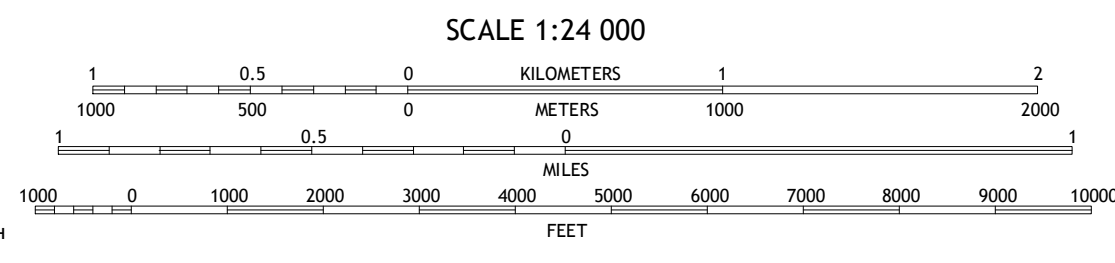 SCALE 1:24 000
1 0.5 0 KILOMETERS 1 2
1000 500 0 METERS 1000 2000
1 0.5 0 1
MILES
1000 0 1000 2000 3000 4000 5000 6000 7000 8000 9000 10000
FEET
H